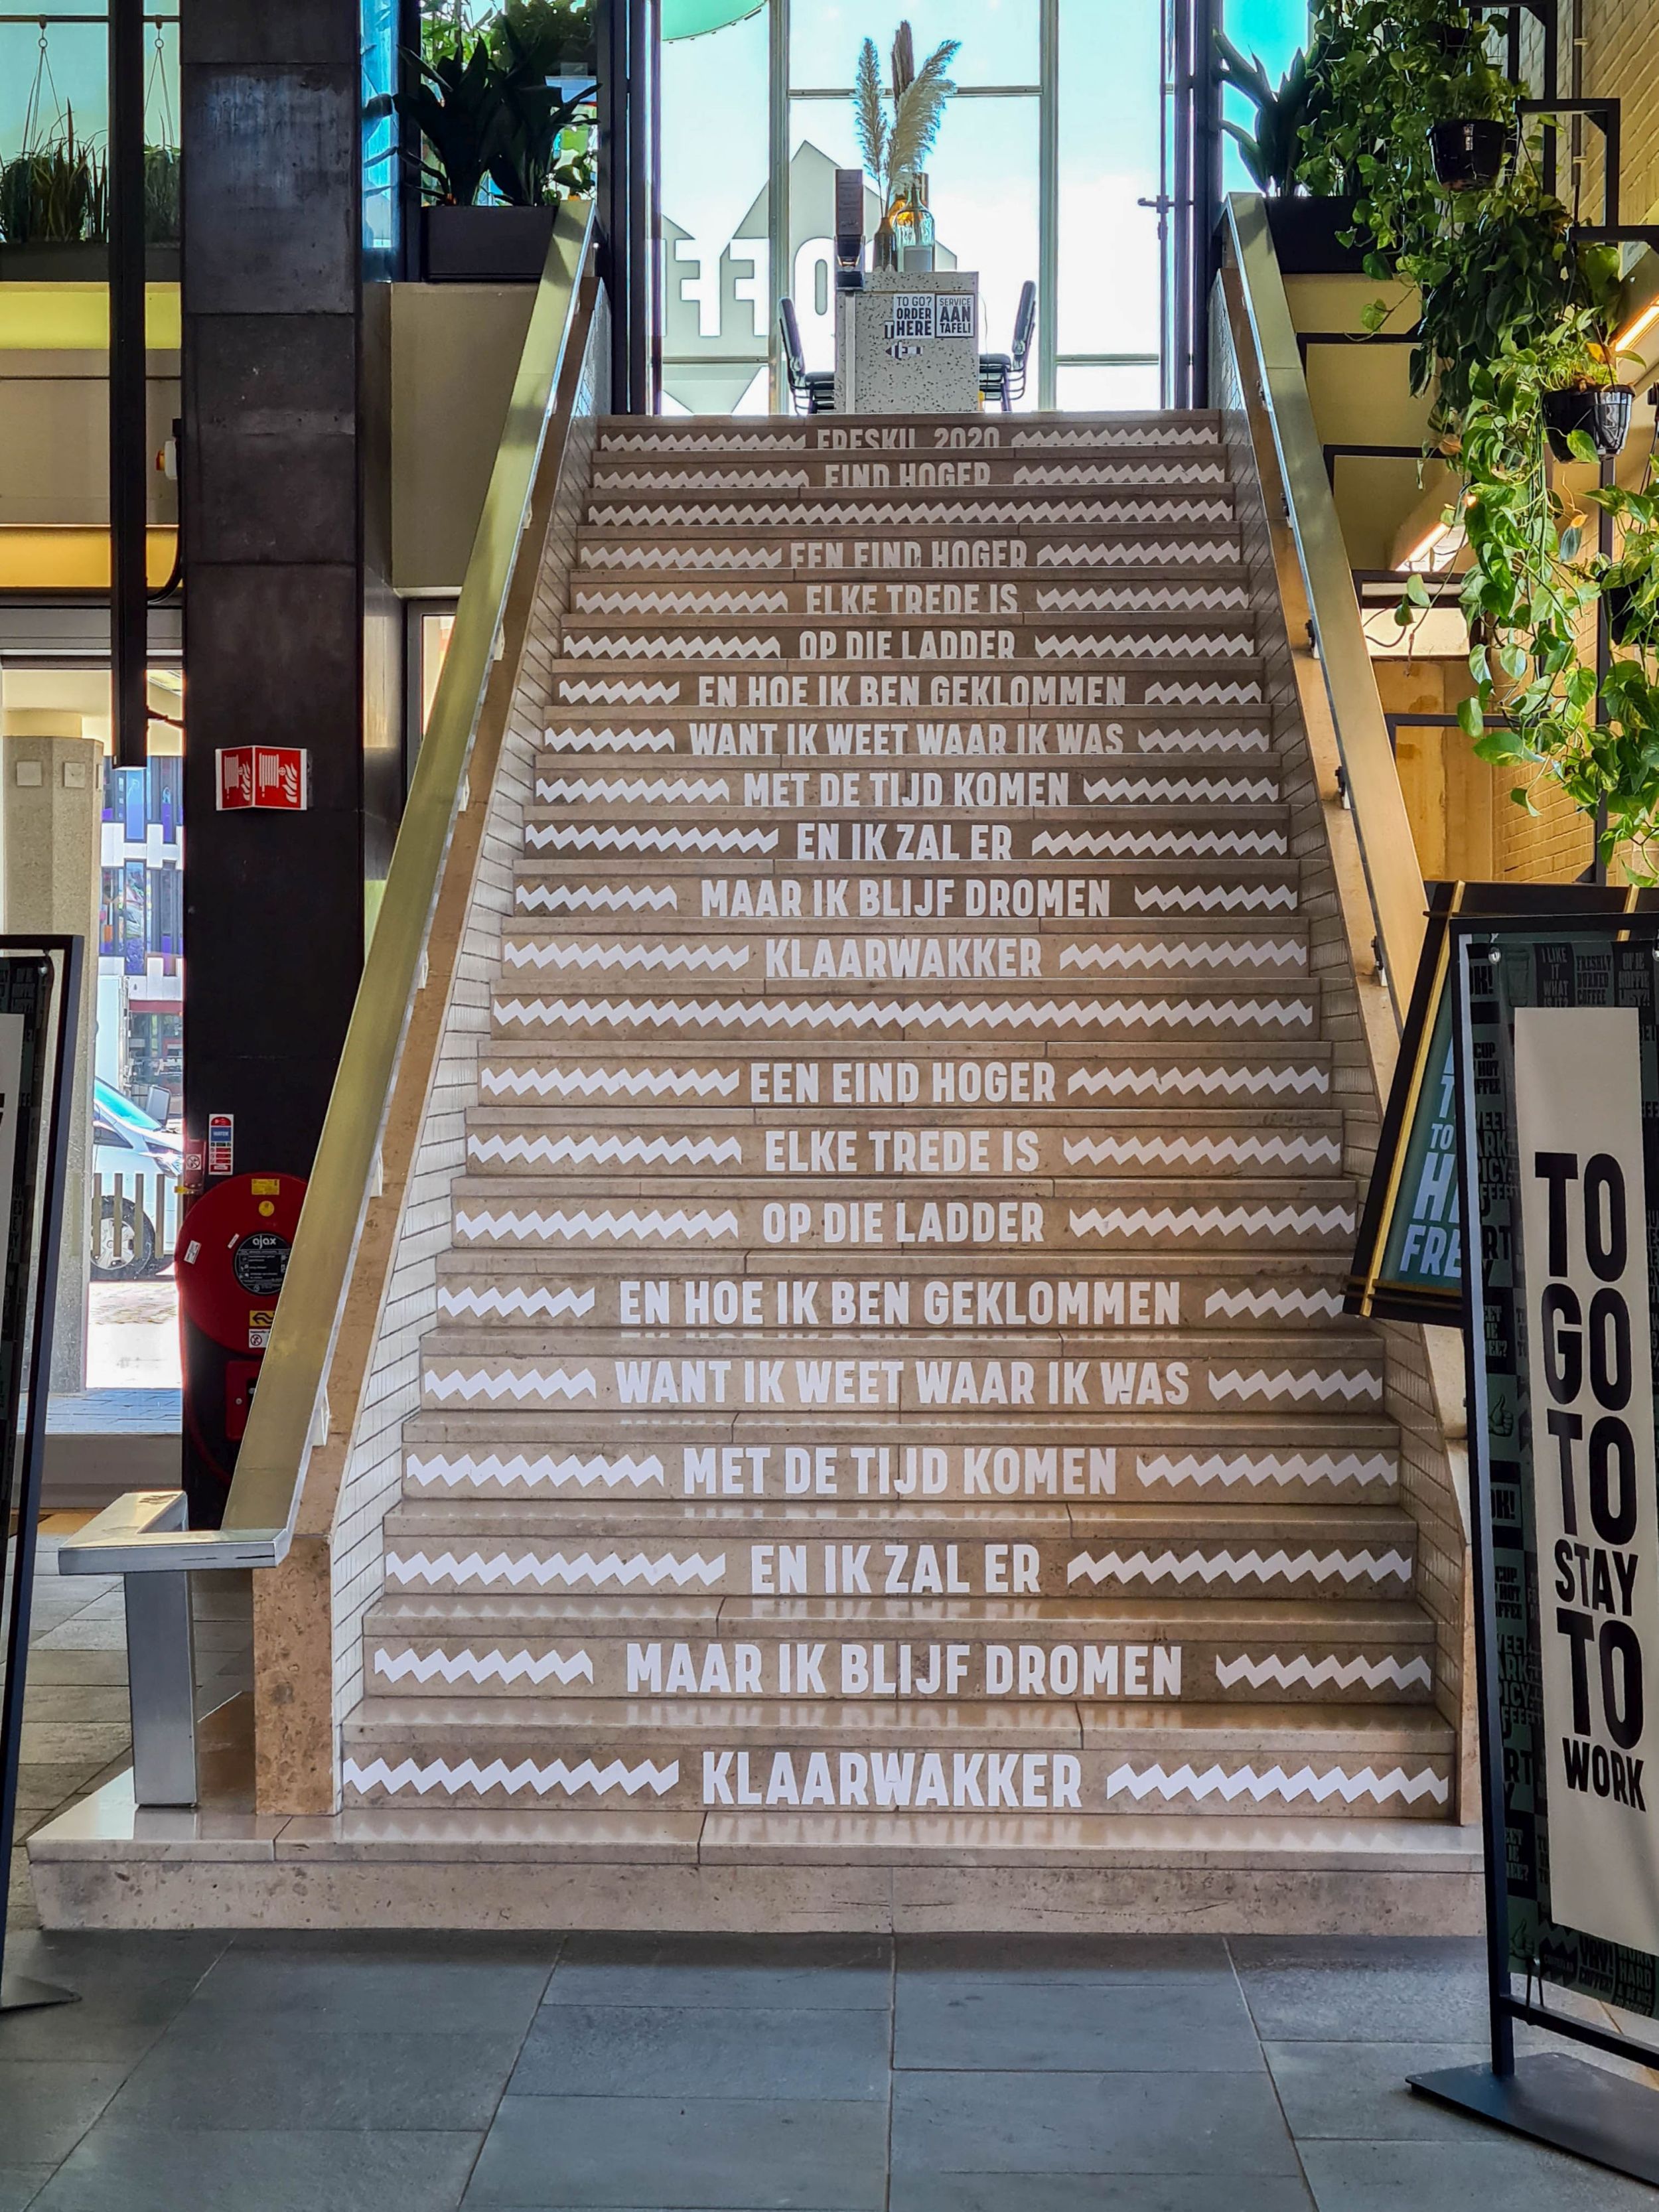 TO GO?
ORDER
HERE
SERVICE
AAN
TAFEL!
EIND HOGER
EEN EIND HOGER
ELKE TREDE IS
OP DIE LADDER
EN HOE IK BEN GEKLOMMEN
WANT IK WEET WAAR IK WAS
MET DE TIJD KOMEN
EN IK ZAL ER
MAAR IK BLIJF DROMEN
KLAARWAKKER
EEN EIND HOGER
ELKE TREDE IS
OP DIE LADDER
EN HOE IK BEN GEKLOMMEN
WANT IK WEET WAAR IK WAS
MET DE TIJD KOMEN
EN IK ZAL ER
MAAR IK BLIJF DROMEN
KLAARWAKKER
ajax
TO
GO
TO
STAY
TO
WORK